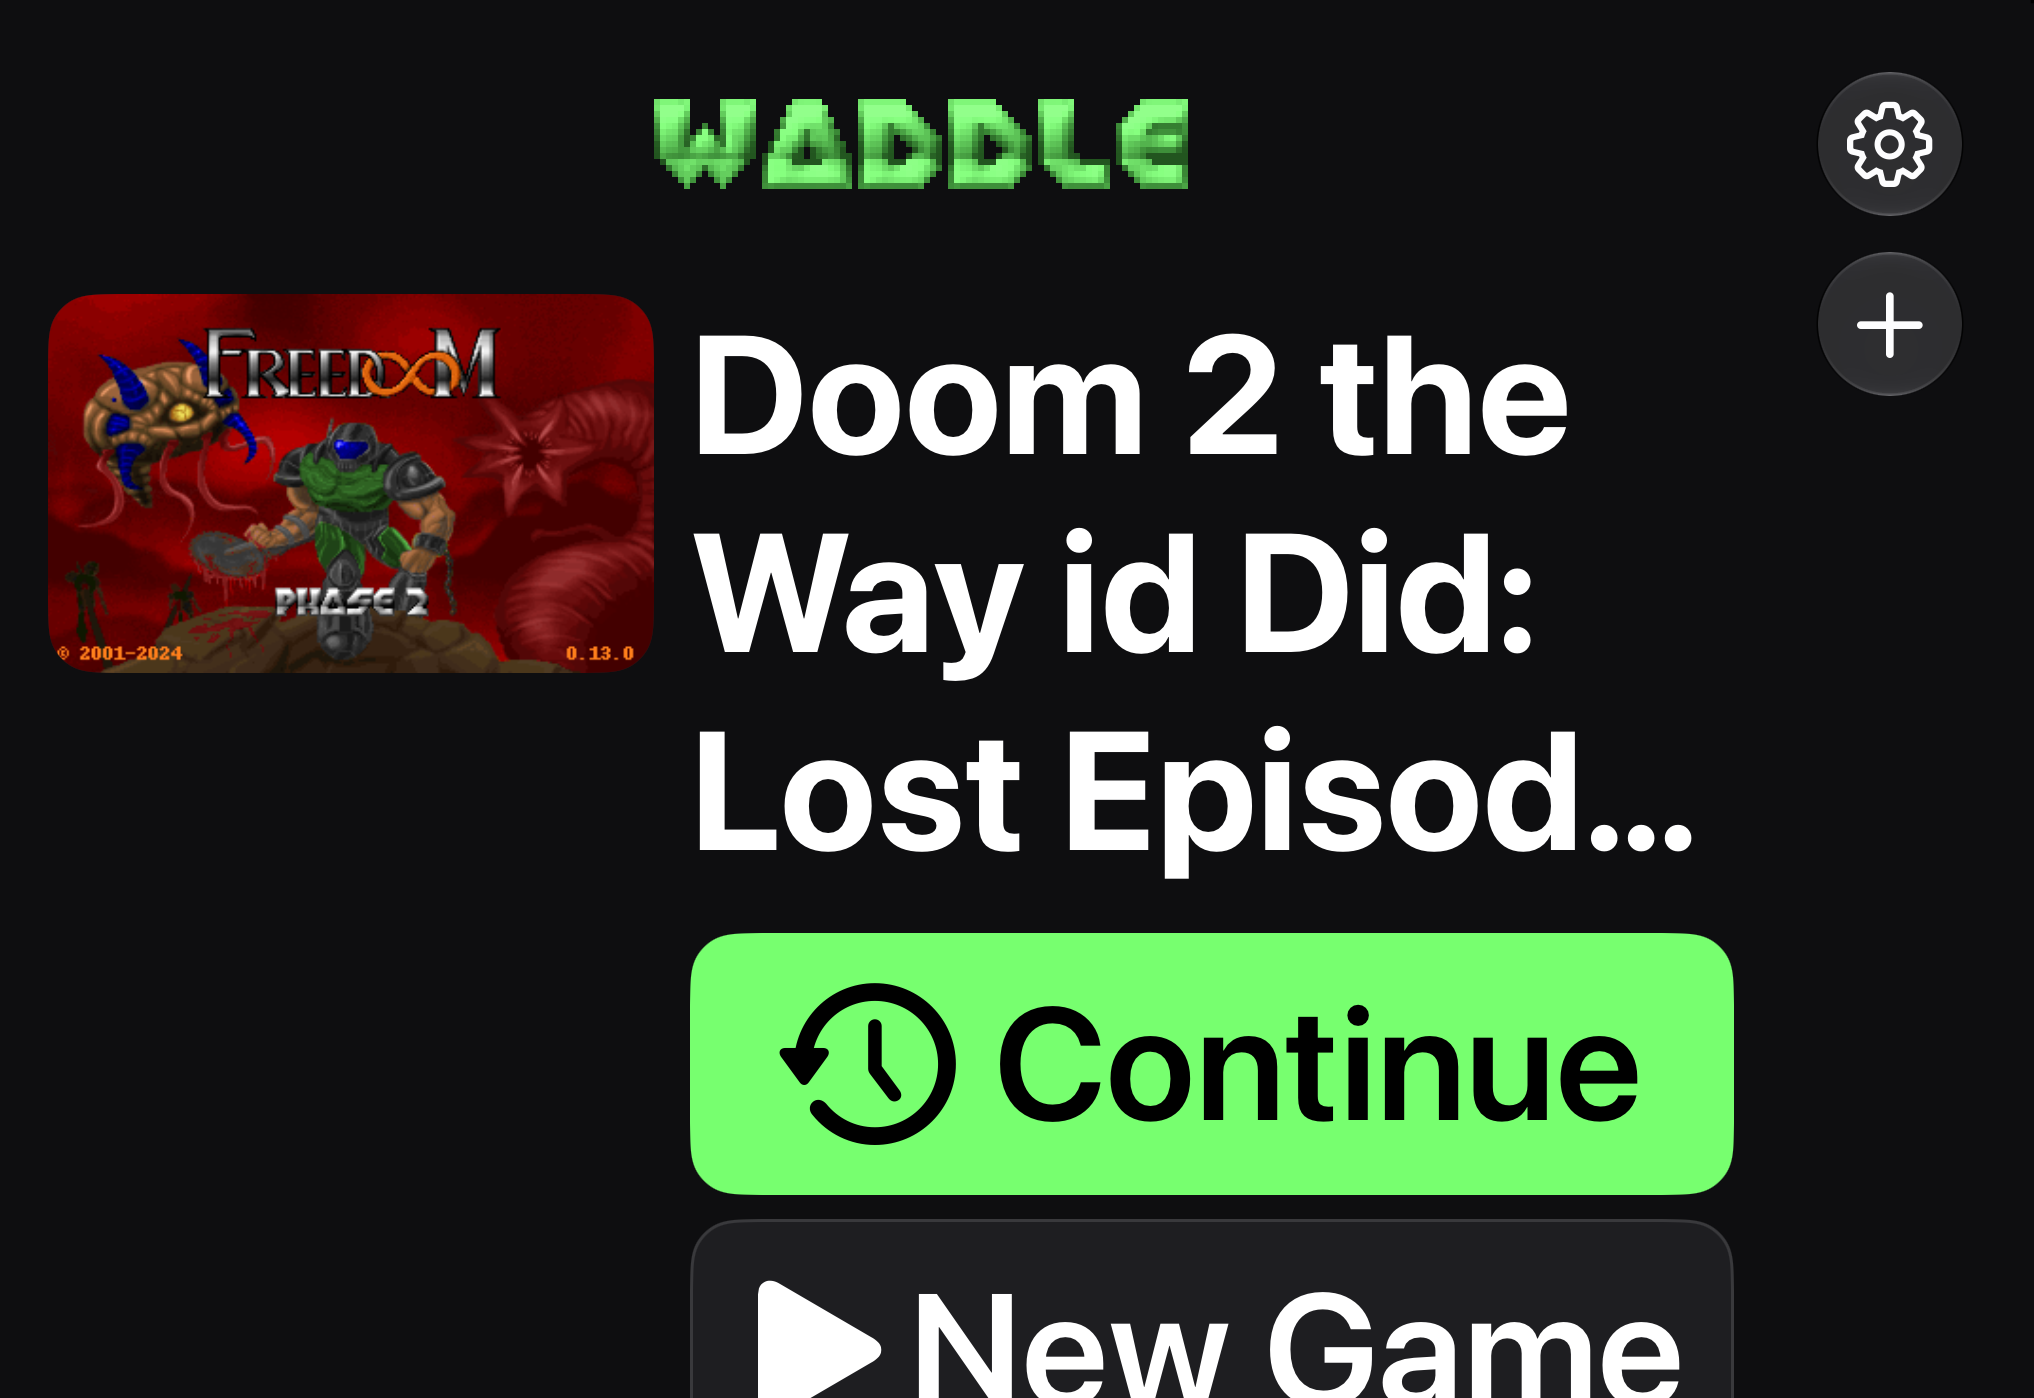 WADDLE
FREEDOOM
PHASE 2
© 2001-2024
0.13.0
Doom 2 the
Way id Did:
Lost Episod...
Continue
New Game